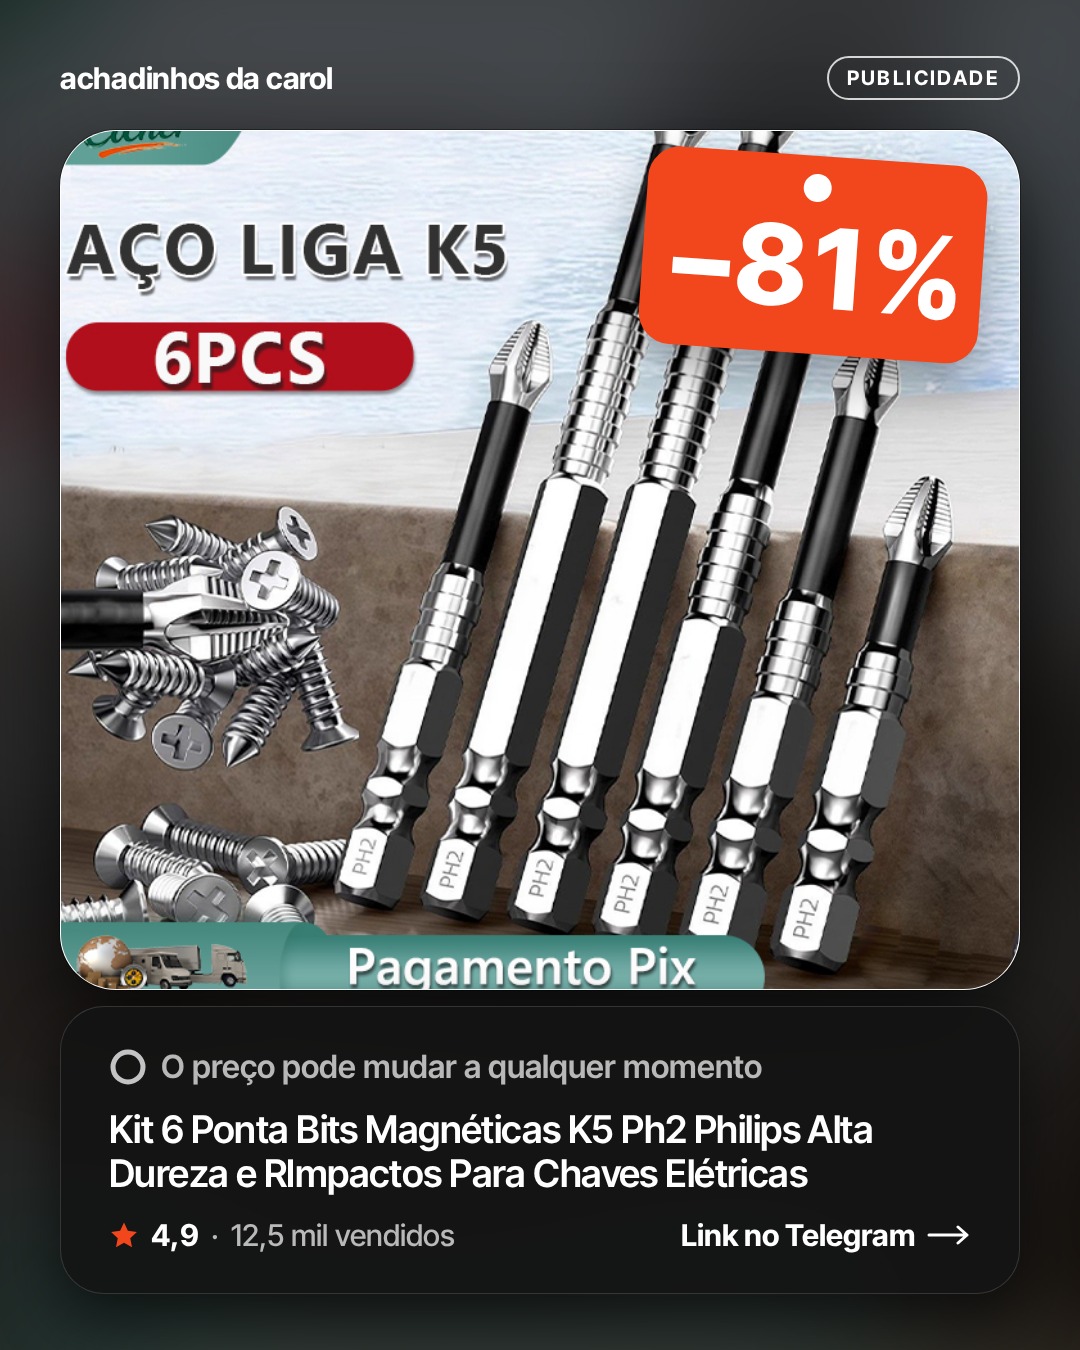 achadinhos da carol
PUBLICIDADE
AÇO LIGA K5
6PCS
−81%
PH2
PH2
PH2
PH2
PH2
PH2
Pagamento Pix
O preço pode mudar a qualquer momento
Kit 6 Ponta Bits Magnéticas K5 Ph2 Philips Alta
Dureza e RImpactos Para Chaves Elétricas
4,9 · 12,5 mil vendidos
Link no Telegram →